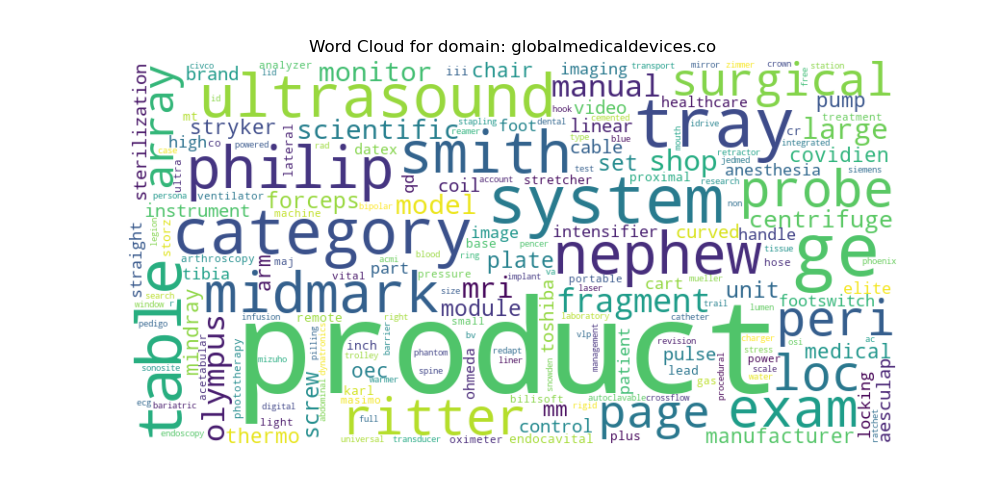 Word Cloud for domain: globalmedicaldevices.co
civco
lid
analyzer
brand
monitor
iii
chair
imaging
transport
mirror
zimmer
crown
station
free
surgical
sterilization
array
id
ultrasound
manual
hook
healthcare
pump
mt
stryker
scientific
foot
video
linear
tray
treatment
large
stapling
cemented
dental
reamer
type
blue
idrive
mouth
cr
integrated
high
co
powered
lateral
rad
datex
smith
cable
set
shop
retractor
jedmed
covidien
case
ultra
philip
qd
test
proximal
anesthesia
siemens
persona
ventilator
forceps
coil
account
stretcher
research
non
probe
instrument
machine
bipolar
model
system
centrifuge
legion
storz
category
image
intensifier
curved
handle
straight
arthroscopy
arm
maj
acmi
blood
base
ring
pencer
nephew
tissue
ge
tibia
vital
part
pressure
plate
va
hose
phoenix
table
search
window
r
midmark
size
mri
implant
portable
laser
cart
mueller
unit
elite
footswitch
module
fragment
trail
lumen
peri
pedigo
infusion
right
small
laboratory
catheter
mindray
olympus
remote
product
bv
vlp
revision
charger
osi
ac
acetabular
pilling
barrier
toshiba
management
patient
stress
medical
sonosite
phototherapy
mizuho
inch
trolley
phantom
redapt
liner
pulse
power
scale
loc
abdominal
dynatronics
oec
warmer
spine
ohmeda
snowden
lead
gas
water
procedural
ecg
bariatric
screw
karl
masimo
bilisoft
autoclavable
crossflow
locking
aesculap
digital
full
ritter
mm
rigid
page
exam
ratchet
light
control
endoscopy
thermo
universal
transducer
oximeter
endocavital
plus
manufacturer